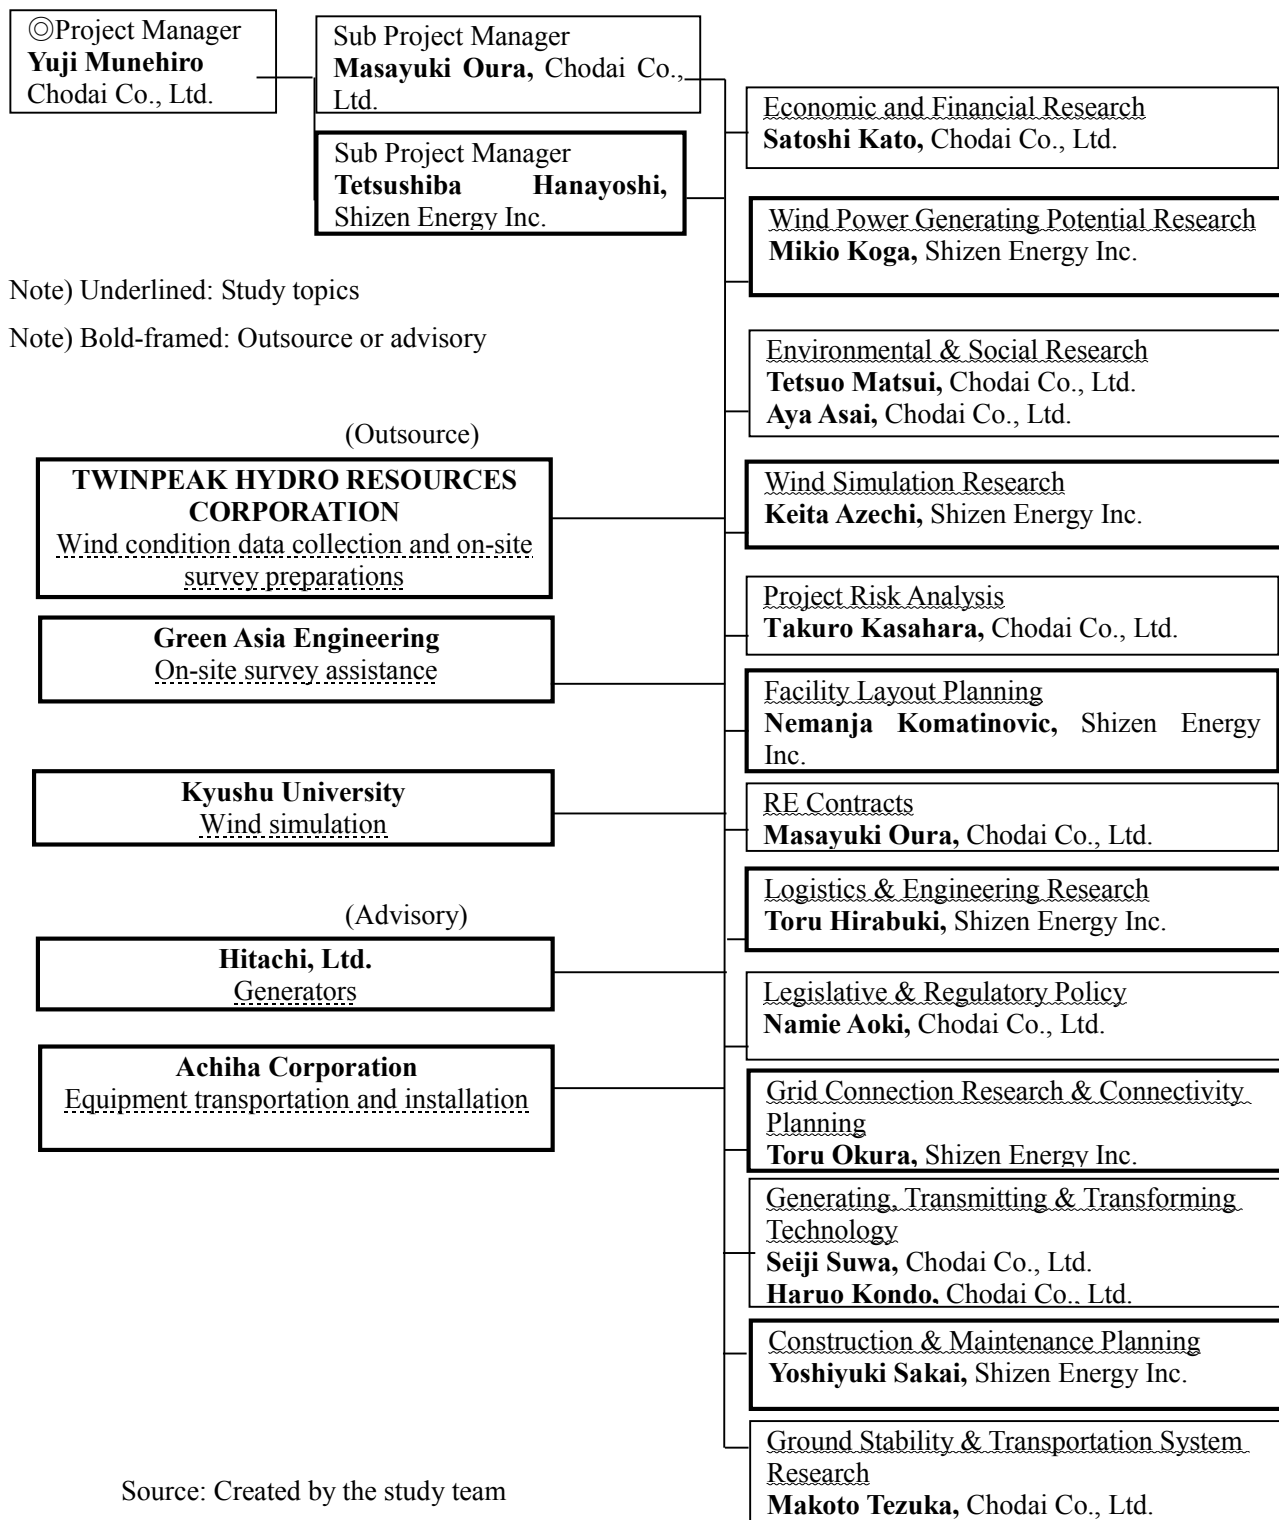 ◎Project Manager
Yuji Munehiro
Chodai Co., Ltd.
Sub Project Manager
Masayuki Oura, Chodai Co.,
Ltd.
Sub Project Manager
Tetsushiba Hanayoshi,
Shizen Energy Inc.
Note) Underlined: Study topics
Note) Bold-framed: Outsource or advisory
(Outsource)
TWINPEAK HYDRO RESOURCES
CORPORATION
Wind condition data collection and on-site
survey preparations
Green Asia Engineering
On-site survey assistance
Kyushu University
Wind simulation
(Advisory)
Hitachi, Ltd.
Generators
Achiha Corporation
Equipment transportation and installation
Economic and Financial Research
Satoshi Kato, Chodai Co., Ltd.
Wind Power Generating Potential Research
Mikio Koga, Shizen Energy Inc.
Environmental & Social Research
Tetsuo Matsui, Chodai Co., Ltd.
Aya Asai, Chodai Co., Ltd.
Wind Simulation Research
Keita Azechi, Shizen Energy Inc.
Project Risk Analysis
Takuro Kasahara, Chodai Co., Ltd.
Facility Layout Planning
Nemanja Komatinovic, Shizen Energy
Inc.
RE Contracts
Masayuki Oura, Chodai Co., Ltd.
Logistics & Engineering Research
Toru Hirabuki, Shizen Energy Inc.
Legislative & Regulatory Policy
Namie Aoki, Chodai Co., Ltd.
Grid Connection Research & Connectivity
Planning
Toru Okura, Shizen Energy Inc.
Generating, Transmitting & Transforming
Technology
Seiji Suwa, Chodai Co., Ltd.
Haruo Kondo, Chodai Co., Ltd.
Construction & Maintenance Planning
Yoshiyuki Sakai, Shizen Energy Inc.
Ground Stability & Transportation System
Research
Makoto Tezuka, Chodai Co., Ltd.
Source: Created by the study team